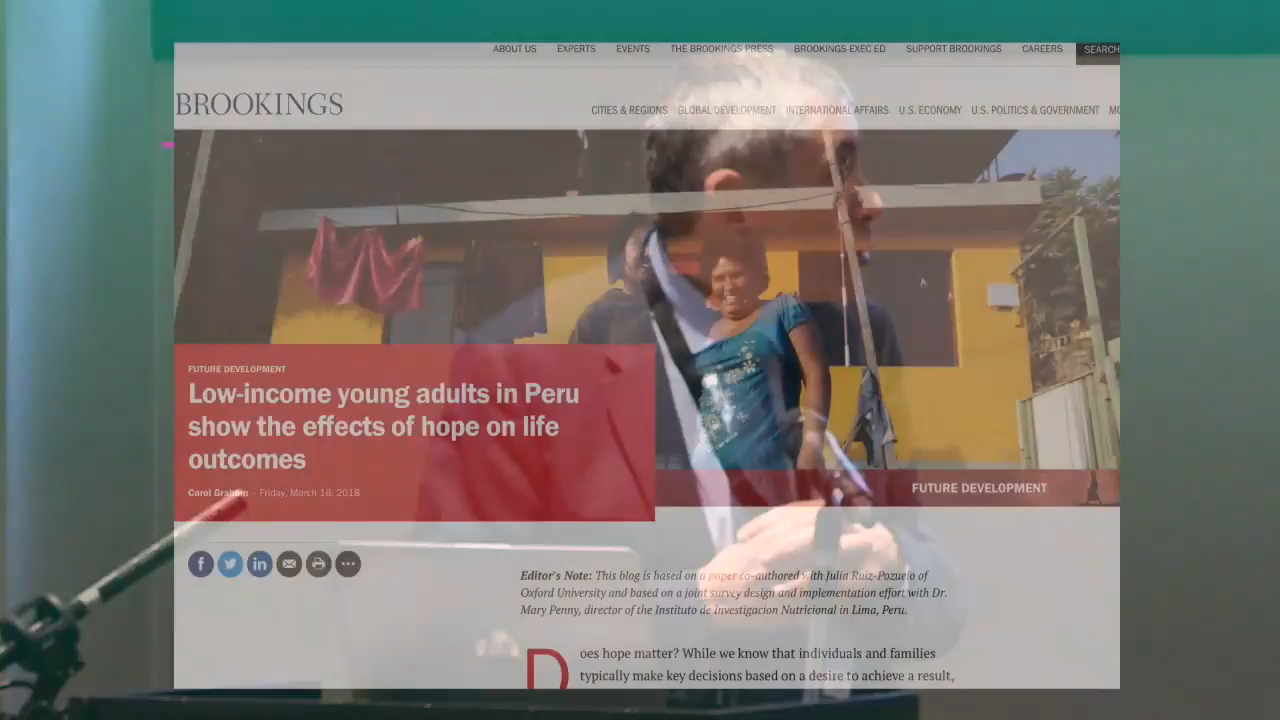 ABOUT US EXPERTS EVENTS THE BROOKINGS PRESS BROOKINGS EXEC ED SUPPORT BROOKINGS CAREERS SEARCH
BROOKINGS
CITIES & REGIONS GLOBAL DEVELOPMENT INTERNATIONAL AFFAIRS U.S. ECONOMY U.S. POLITICS & GOVERNMENT MO
FUTURE DEVELOPMENT
Low-income young adults in Peru
show the effects of hope on life
outcomes
Carol Graham - Friday, March 16, 2018
FUTURE DEVELOPMENT
Editor's Note: This blog is based on a paper co-authored with Julia Ruiz-Pozuelo of
Oxford University and based on a joint survey design and implementation effort with Dr.
Mary Penny, director of the Instituto de Investigacion Nutricional in Lima, Peru.
Does hope matter? While we know that individuals and families
typically make key decisions based on a desire to achieve a result,